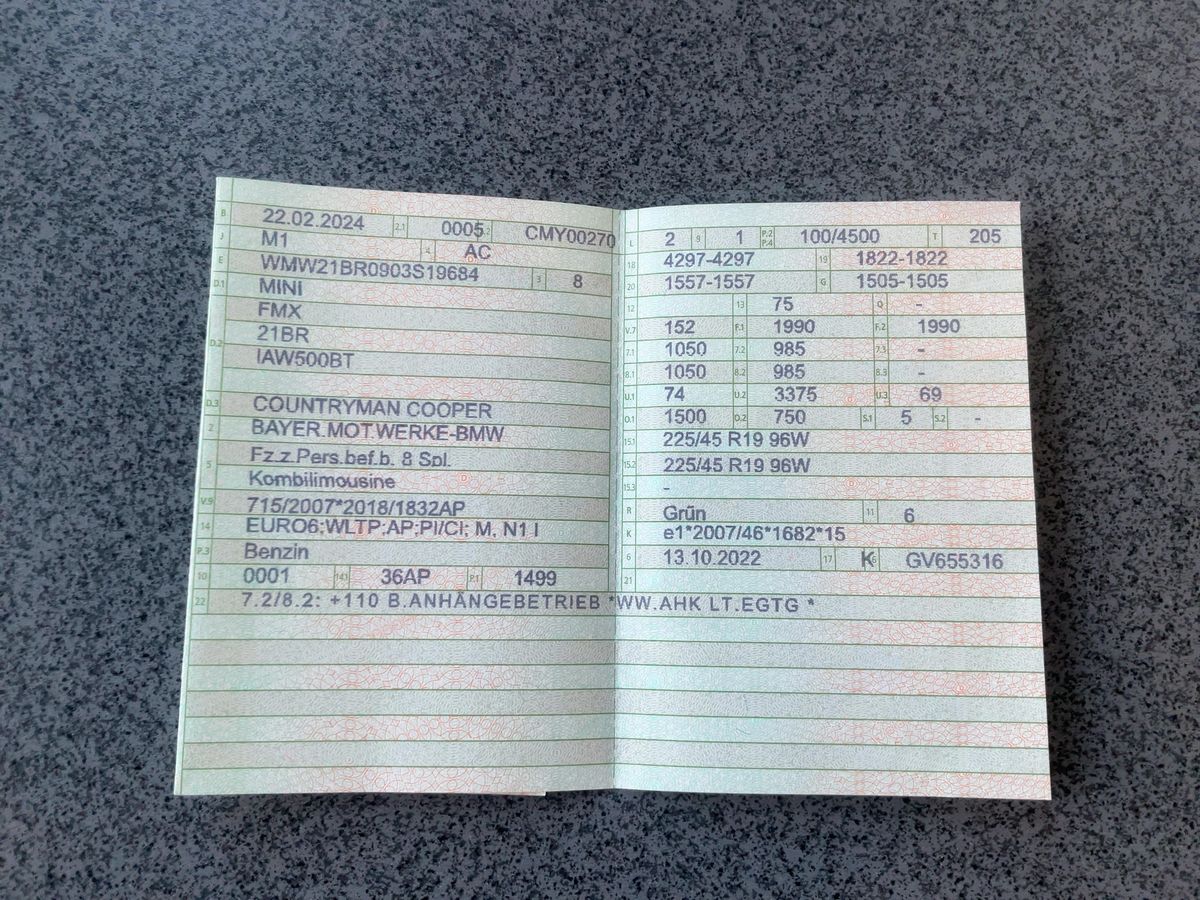 B 22.02.2024 2.1 0005 2.2 CMY00270
J M1 4 AC
E WMW21BR0903S19684 3 8
D.1 MINI
FMX
D.2 21BR
IAW500BT
D.3 COUNTRYMAN COOPER
2 BAYER.MOT.WERKE-BMW
5 Fz.z.Pers.bef.b. 8 Spl.
Kombilimousine
V.9 715/2007*2018/1832AP
14 EURO6;WLTP;AP;PI/CI; M, N1 I
P.3 Benzin
10 0001 14.1 36AP P.1 1499
L 2 9 1 P.2 P.4 100/4500 T 205
18 4297-4297 19 1822-1822
20 1557-1557 G 1505-1505
12 13 75 Q -
V.7 152 F.1 1990 F.2 1990
7.1 1050 7.2 985 7.3 -
8.1 1050 8.2 985 8.3 -
U.1 74 U.2 3375 U.3 69
O.1 1500 O.2 750 S.1 5 S.2 -
15.1 225/45 R19 96W
15.2 225/45 R19 96W
15.3 -
R Grün 11 6
K e1*2007/46*1682*15
6 13.10.2022 17 K 16 GV655316
21
22 7.2/8.2: +110 B.ANHÄNGEBETRIEB *WW.AHK LT.EGTG *